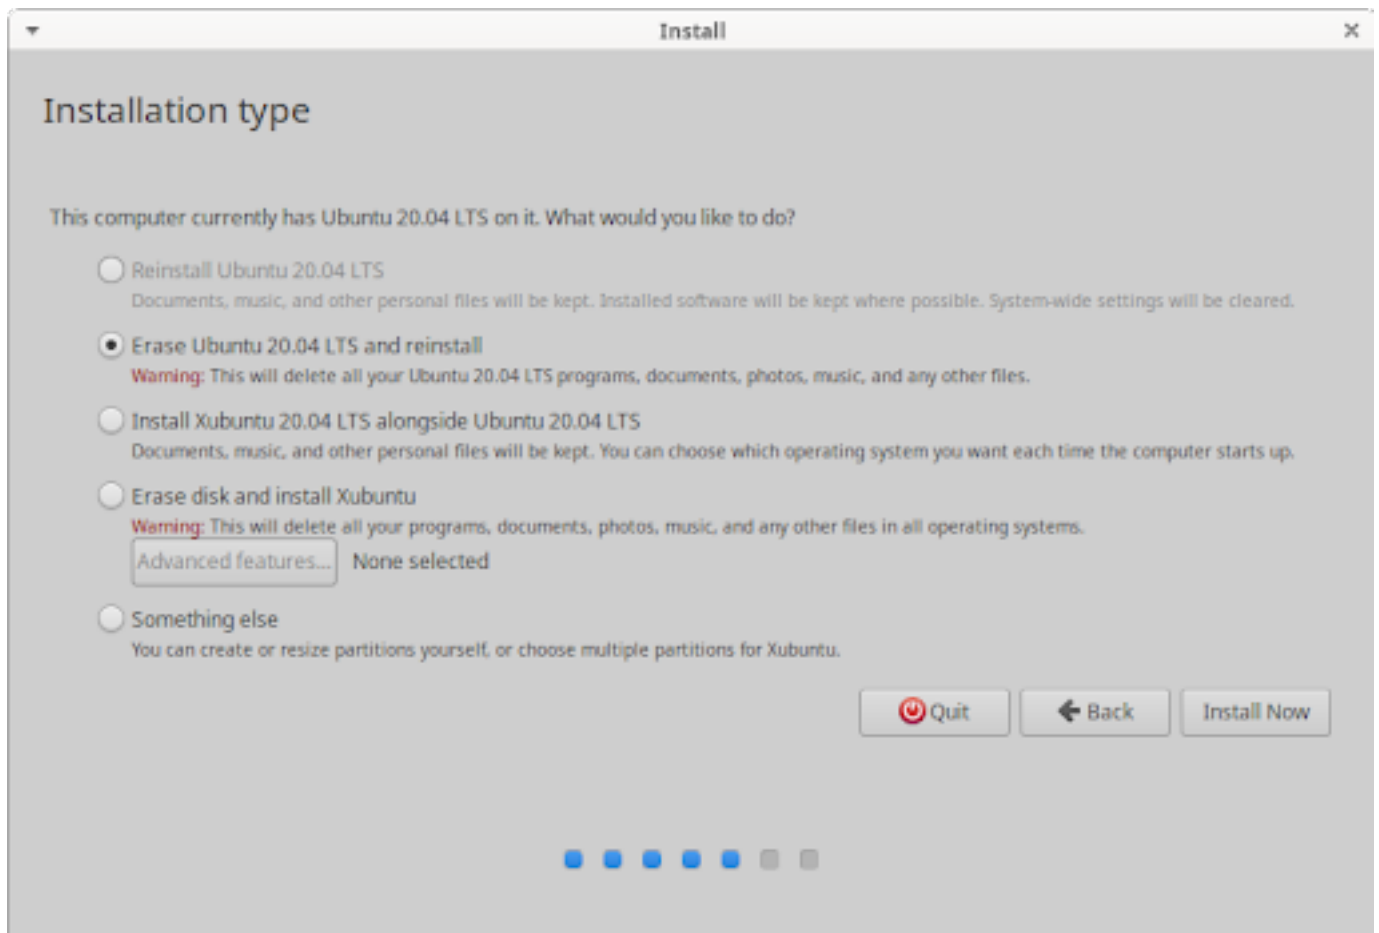 Install
Installation type
This computer currently has Ubuntu 20.04 LTS on it. What would you like to do?
Reinstall Ubuntu 20.04 LTS
Documents, music, and other personal files will be kept. Installed software will be kept where possible. System-wide settings will be cleared.
Erase Ubuntu 20.04 LTS and reinstall
Warning: This will delete all your Ubuntu 20.04 LTS programs, documents, photos, music, and any other files.
Install Xubuntu 20.04 LTS alongside Ubuntu 20.04 LTS
Documents, music, and other personal files will be kept. You can choose which operating system you want each time the computer starts up.
Erase disk and install Xubuntu
Warning: This will delete all your programs, documents, photos, music, and any other files in all operating systems.
Advanced features... None selected
Something else
You can create or resize partitions yourself, or choose multiple partitions for Xubuntu.
Quit Back Install Now